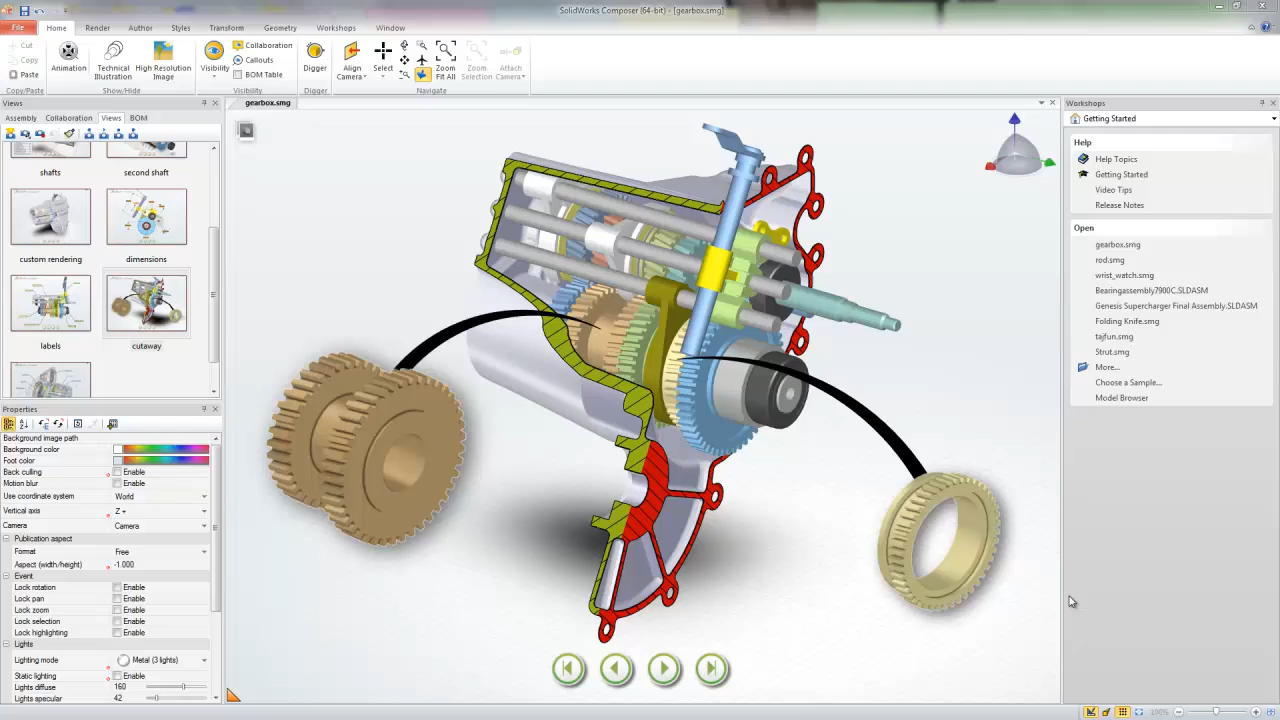 SolidWorks Composer (64-bit) - [gearbox.smg]
File Home Render Author Styles Transform Geometry Workshops Window
Cut
Copy
Paste
Copy/Paste
Animation
Technical Illustration
High Resolution Image
Show/Hide
Visibility
Collaboration
Callouts
BOM Table
Visibility
Digger
Digger
Align Camera
Select
Zoom Fit All
Zoom Selection
Attach Camera
Navigate
Views
Assembly Collaboration Views BOM
shafts second shaft
custom rendering dimensions
labels cutaway
Properties
Background image path
Background color
Foot color
Back culling Enable
Motion blur Enable
Use coordinate system World
Vertical axis Z +
Camera Camera
Publication aspect
Format Free
Aspect (width/height) -1.000
Event
Lock rotation Enable
Lock pan Enable
Lock zoom Enable
Lock selection Enable
Lock highlighting Enable
Lights
Lighting mode Metal (3 lights)
Static lighting Enable
Lights diffuse 160
Lights specular 42
gearbox.smg
Workshops
Getting Started
Help
Help Topics
Getting Started
Video Tips
Release Notes
Open
gearbox.smg
rod.smg
wrist_watch.smg
Bearingassembly7900C.SLDASM
Genesis Supercharger Final Assembly.SLDASM
Folding Knife.smg
tajfun.smg
Strut.smg
More...
Choose a Sample...
Model Browser
100%